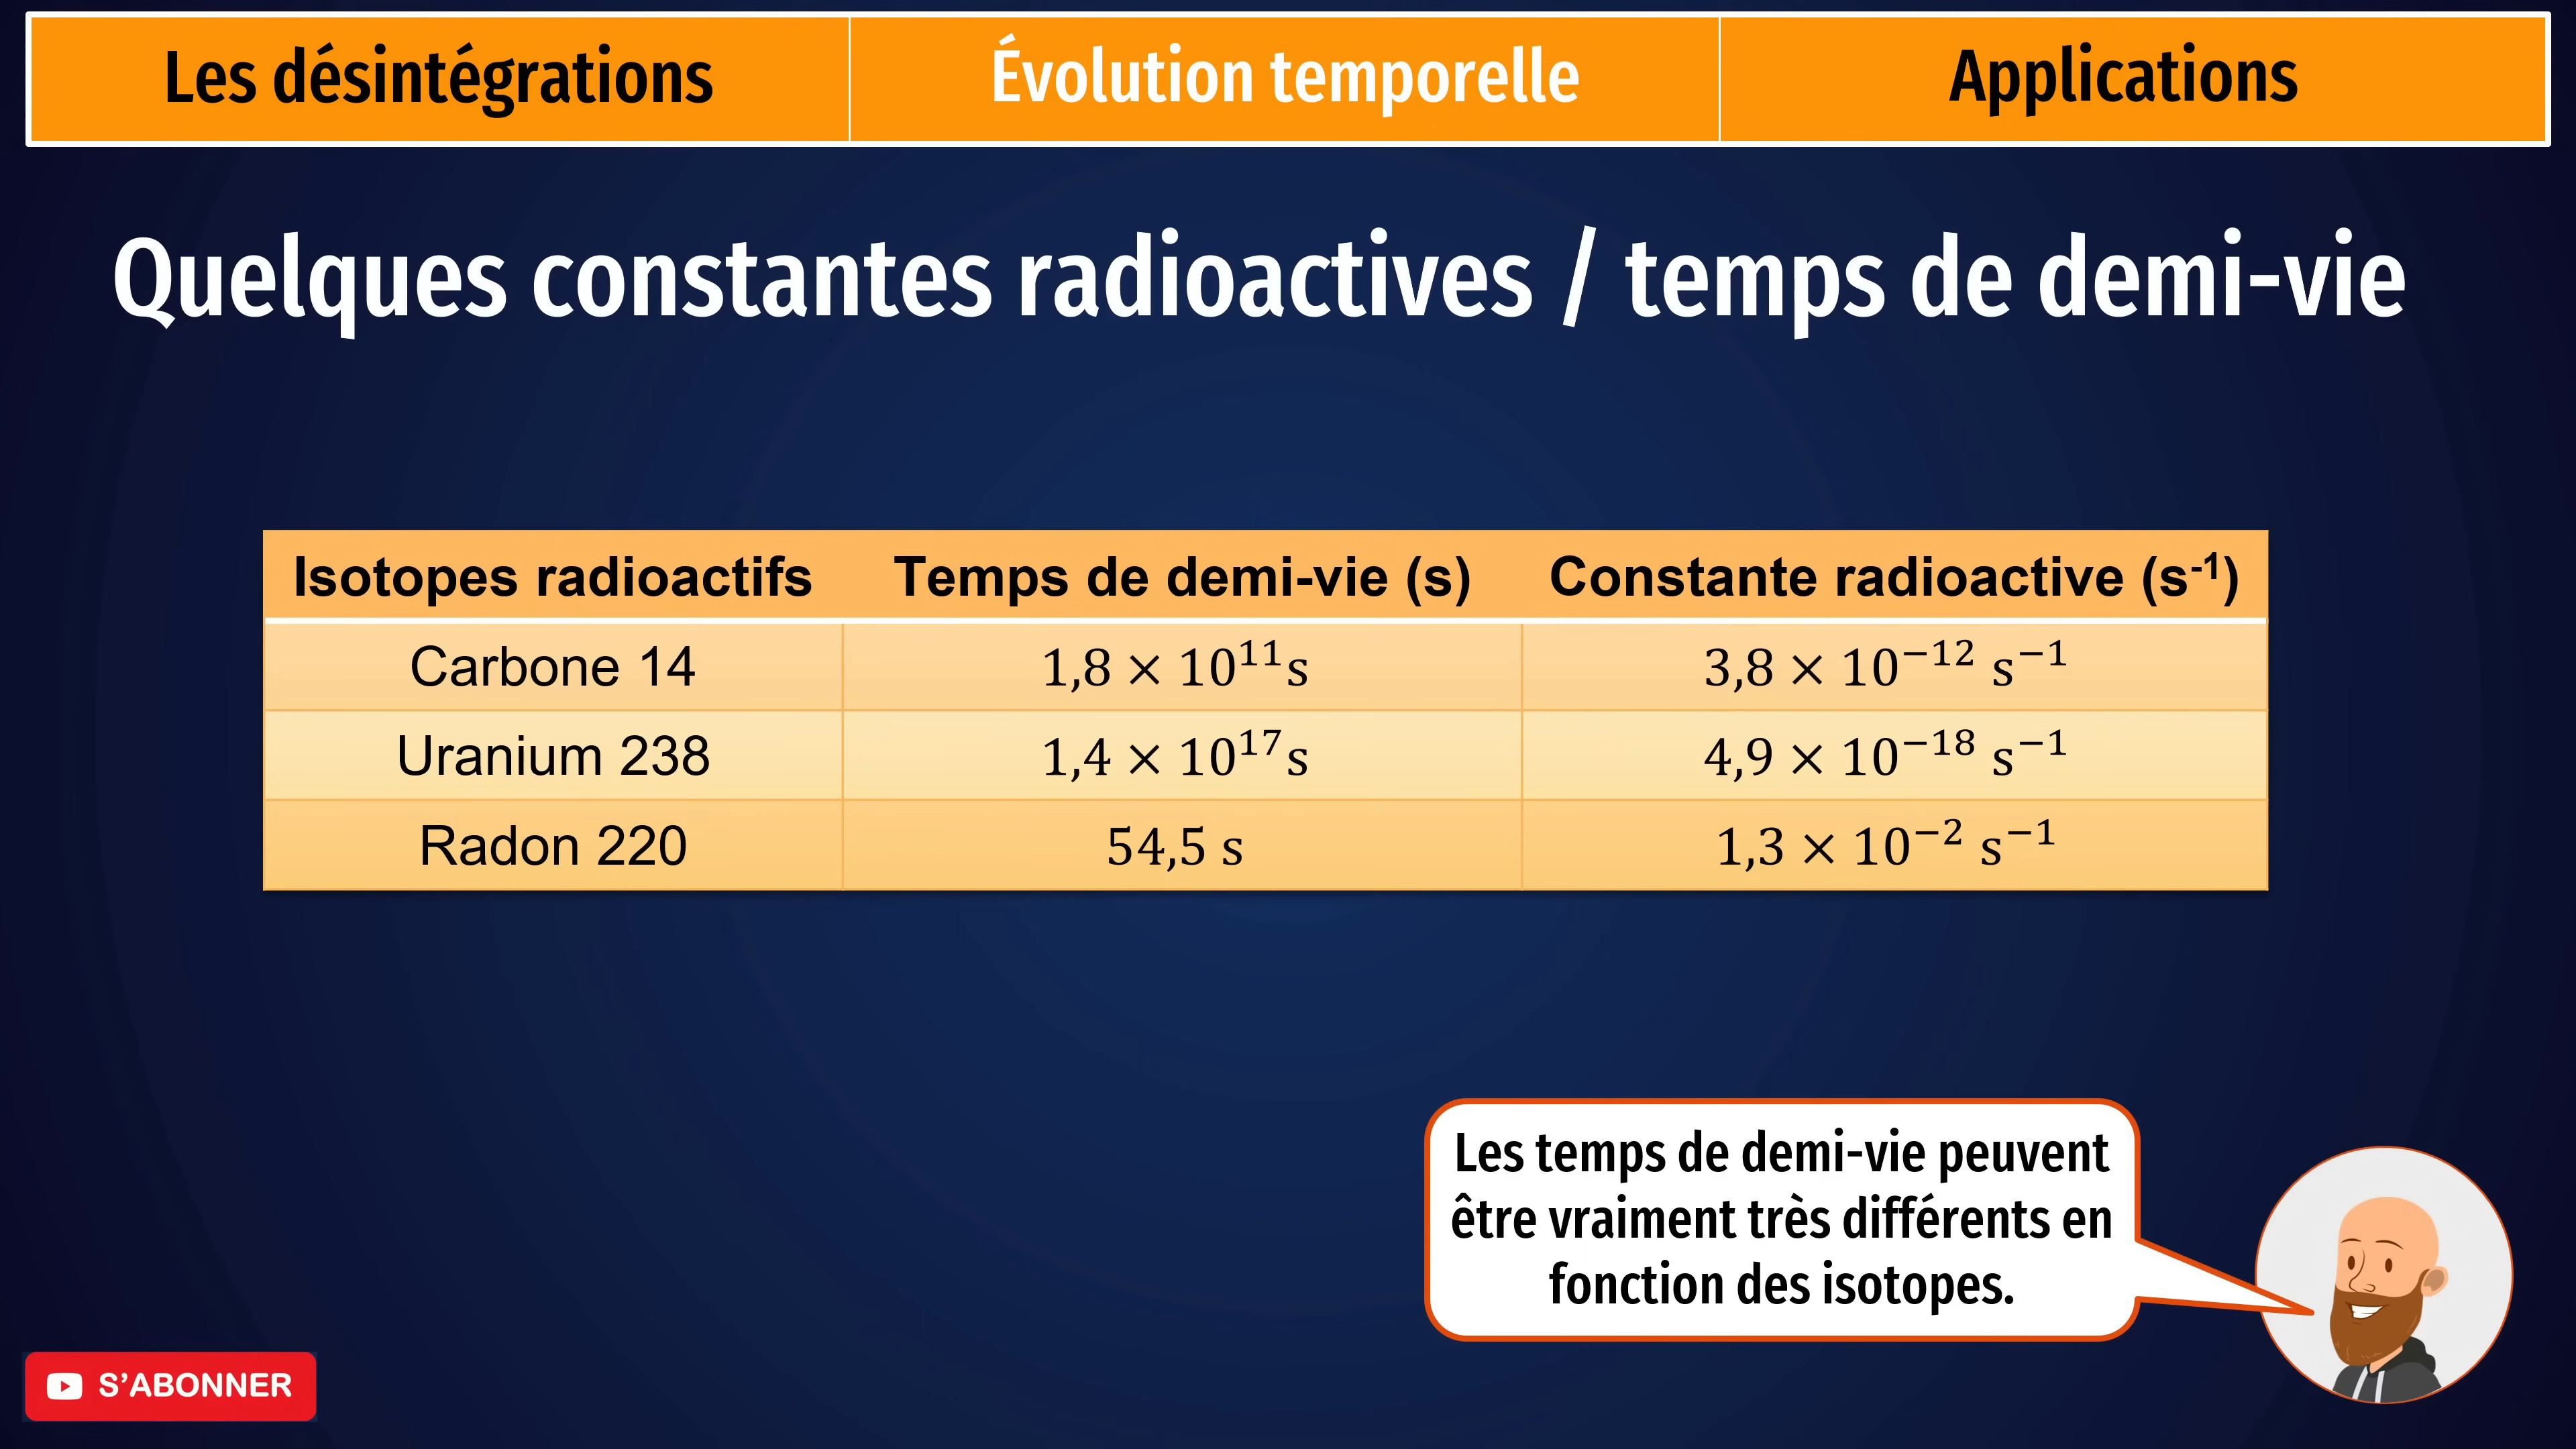 Les désintégrations Évolution temporelle Applications
Quelques constantes radioactives / temps de demi-vie
Isotopes radioactifs Temps de demi-vie (s) Constante radioactive (s⁻¹)
Carbone 14 1,8 × 10¹¹s 3,8 × 10⁻¹² s⁻¹
Uranium 238 1,4 × 10¹⁷s 4,9 × 10⁻¹⁸ s⁻¹
Radon 220 54,5 s 1,3 × 10⁻² s⁻¹
Les temps de demi-vie peuvent
être vraiment très différents en
fonction des isotopes.
S’ABONNER